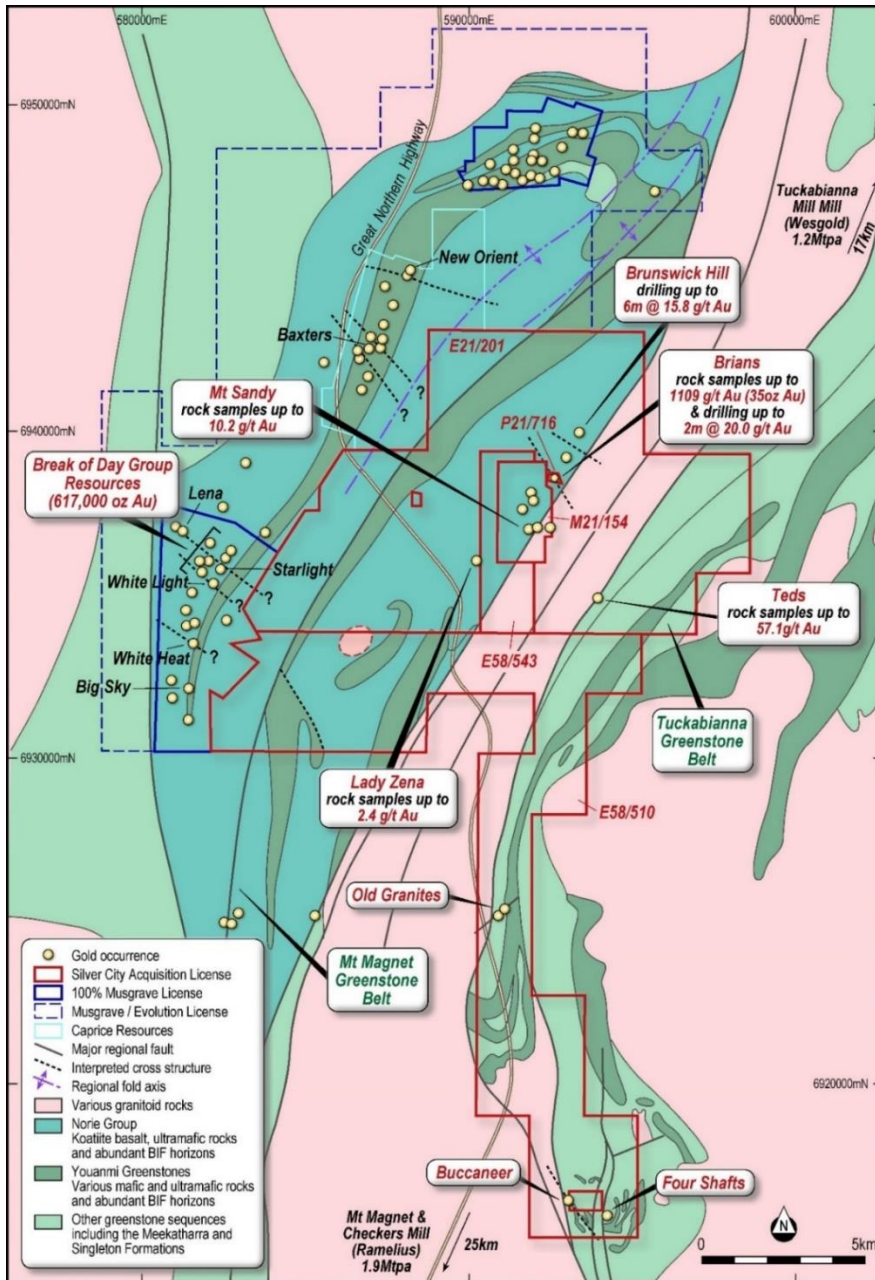 580000mE
590000mE
600000mE
6950000mN
Great Northern Highway
Tuckabianna
Mill Mill
(Wesgold)
1.2Mtpa
17km
New Orient
Brunswick Hill
drilling up to
6m @ 15.8 g/t Au
Baxters
E21/201
Brians
rock samples up to
1109 g/t Au (35oz Au)
& drilling up to
2m @ 20.0 g/t Au
Mt Sandy
rock samples up to
10.2 g/t Au
?
?
P21/716
6940000mN
Break of Day Group
Resources
(617,000 oz Au)
Lena
M21/154
Starlight
White Light
?
?
Teds
rock samples up to
57.1g/t Au
White Heat
?
E58/543
Big Sky
Tuckabianna
Greenstone
Belt
6930000mN
Lady Zena
rock samples up to
2.4 g/t Au
E58/510
Old Granites
Mt Magnet
Greenstone
Belt
Gold occurrence
Silver City Acquisition License
100% Musgrave License
Musgrave / Evolution License
Caprice Resources
Major regional fault
Interpreted cross structure
Regional fold axis
Various granitoid rocks
Norie Group
Koatiite basalt, ultramafic rocks
and abundant BIF horizons
Youanmi Greenstones
Various mafic and ultramafic rocks
and abundant BIF horizons
Other greenstone sequences
including the Meekatharra and
Singleton Formations
6920000mN
Buccaneer
Four Shafts
Mt Magnet &
Checkers Mill
(Ramelius)
1.9Mtpa
25km
N
0
5km